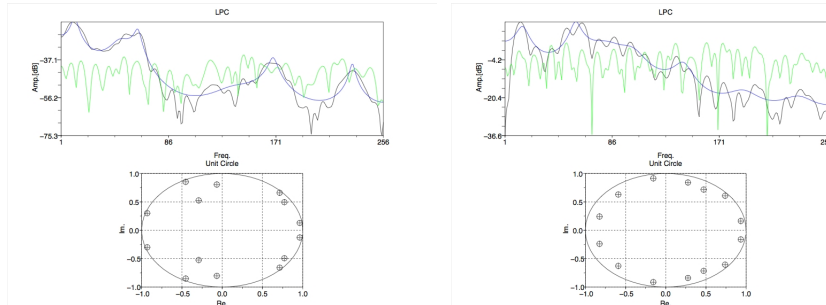 LPC
Amp.[dB]
-37.1
-56.2
-75.3
1
86
171
256
Freq.
Unit Circle
Im.
1.0
0.5
0.0
-0.5
-1.0
-1.0
-0.5
0.0
0.5
1.0
Re
LPC
Amp.[dB]
-4.2
-20.4
-36.6
1
86
171
Freq.
Unit Circle
Im.
1.0
0.5
0.0
-0.5
-1.0
-1.0
-0.5
0.0
0.5
1.0
Re